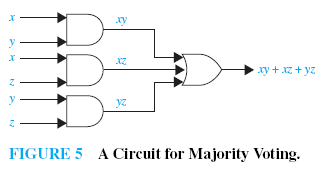 x
xy
y
x
xz
xy + xz + yz
z
y
yz
z
FIGURE 5 A Circuit for Majority Voting.